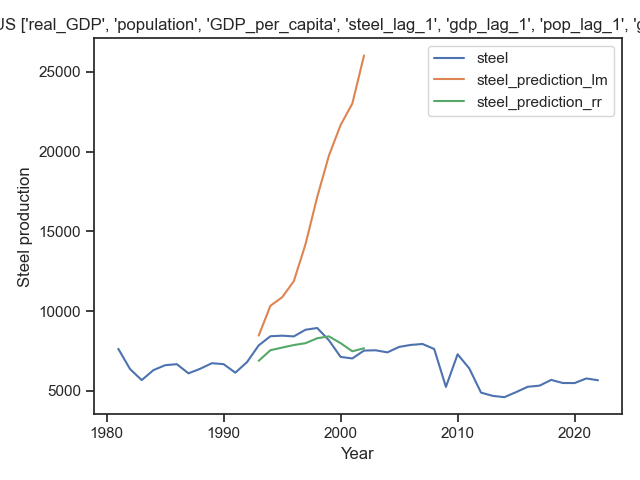 US ['real_GDP', 'population', 'GDP_per_capita', 'steel_lag_1', 'gdp_lag_1', 'pop_lag_1', 'g
steel
steel_prediction_lm
steel_prediction_rr
25000
20000
15000
10000
5000
Steel production
1980
1990
2000
2010
2020
Year